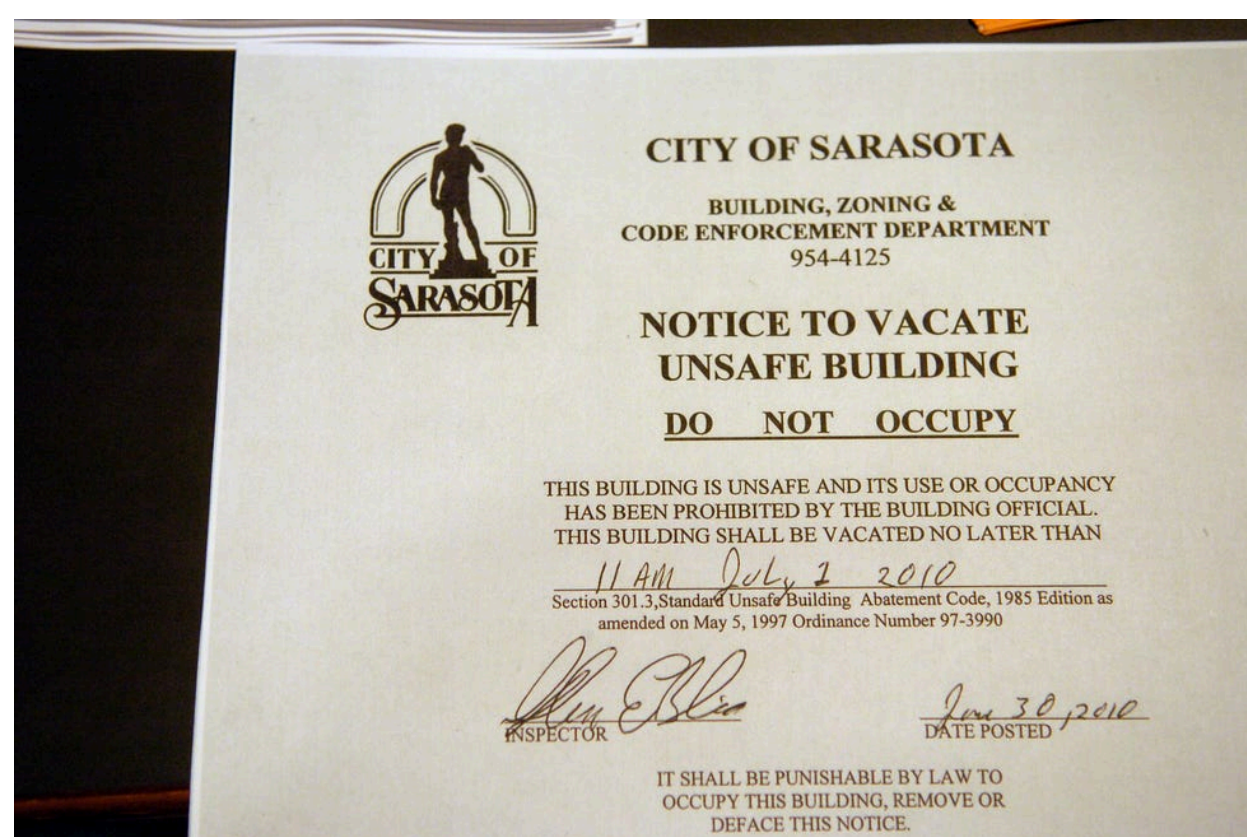 CITY OF
SARASOTA
CITY OF SARASOTA
BUILDING, ZONING &
CODE ENFORCEMENT DEPARTMENT
954-4125
NOTICE TO VACATE
UNSAFE BUILDING
DO NOT OCCUPY
THIS BUILDING IS UNSAFE AND ITS USE OR OCCUPANCY
HAS BEEN PROHIBITED BY THE BUILDING OFFICIAL.
THIS BUILDING SHALL BE VACATED NO LATER THAN
11 AM July 1 2010
Section 301.3,Standard Unsafe Building Abatement Code, 1985 Edition as
amended on May 5, 1997 Ordinance Number 97-3990
June 30, 2010
INSPECTOR DATE POSTED
IT SHALL BE PUNISHABLE BY LAW TO
OCCUPY THIS BUILDING, REMOVE OR
DEFACE THIS NOTICE.